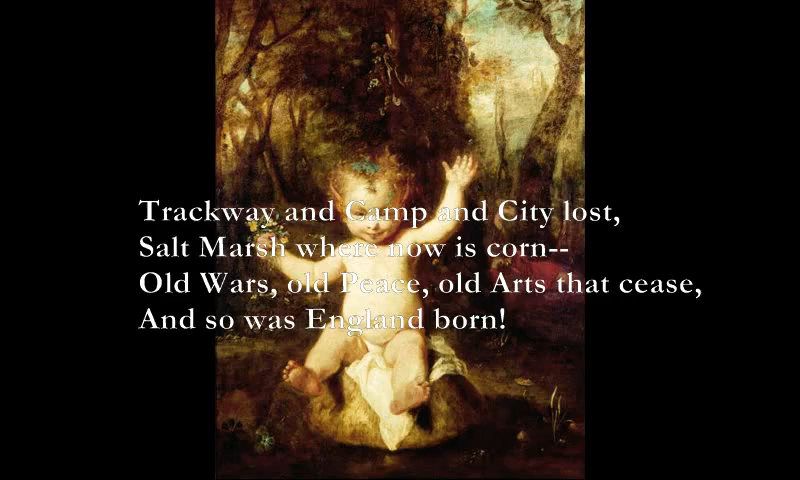 Trackway and Camp and City lost,
Salt Marsh where now is corn--
Old Wars, old Peace, old Arts that cease,
And so was England born!